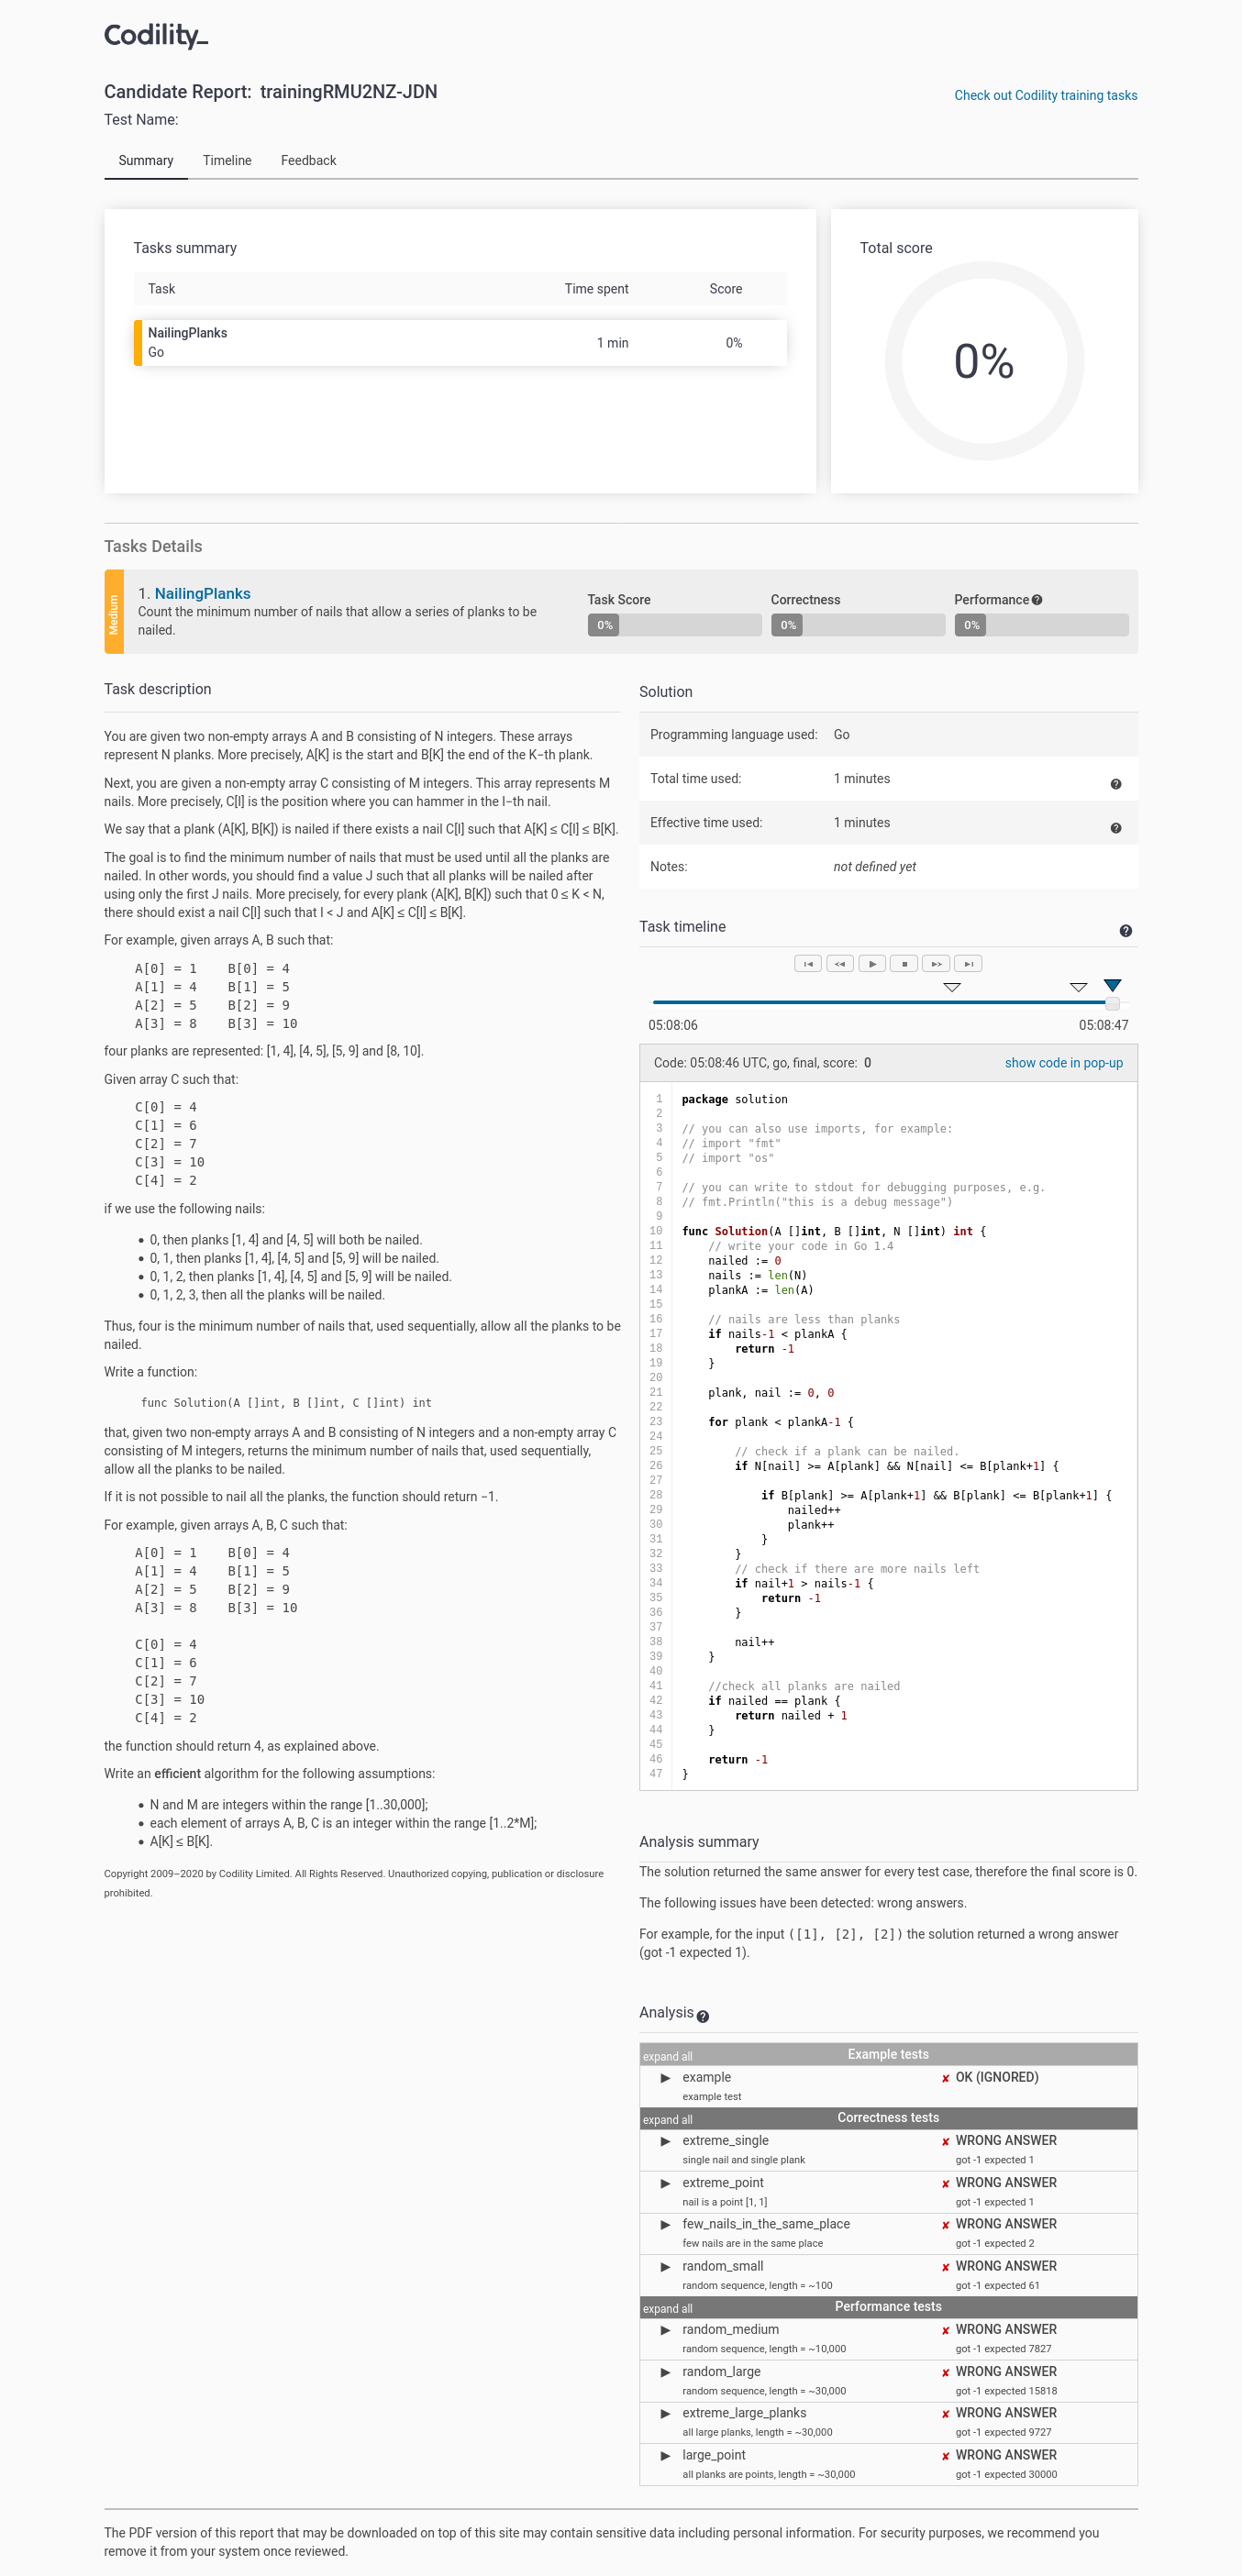 Codility_
Candidate Report: trainingRMU2NZ-JDN
Check out Codility training tasks
Test Name:
Summary Timeline Feedback
Tasks summary
Task Time spent Score
NailingPlanks
Go
1 min 0%
Total score
0%
Tasks Details
Medium
1. NailingPlanks
Count the minimum number of nails that allow a series of planks to be
nailed.
Task Score Correctness Performance
0% 0% 0%
Task description
You are given two non-empty arrays A and B consisting of N integers. These arrays
represent N planks. More precisely, A[K] is the start and B[K] the end of the K−th plank.
Next, you are given a non-empty array C consisting of M integers. This array represents M
nails. More precisely, C[I] is the position where you can hammer in the I−th nail.
We say that a plank (A[K], B[K]) is nailed if there exists a nail C[I] such that A[K] ≤ C[I] ≤ B[K].
The goal is to find the minimum number of nails that must be used until all the planks are
nailed. In other words, you should find a value J such that all planks will be nailed after
using only the first J nails. More precisely, for every plank (A[K], B[K]) such that 0 ≤ K < N,
there should exist a nail C[I] such that I < J and A[K] ≤ C[I] ≤ B[K].
For example, given arrays A, B such that:
A[0] = 1    B[0] = 4
A[1] = 4    B[1] = 5
A[2] = 5    B[2] = 9
A[3] = 8    B[3] = 10
four planks are represented: [1, 4], [4, 5], [5, 9] and [8, 10].
Given array C such that:
C[0] = 4
C[1] = 6
C[2] = 7
C[3] = 10
C[4] = 2
if we use the following nails:
• 0, then planks [1, 4] and [4, 5] will both be nailed.
• 0, 1, then planks [1, 4], [4, 5] and [5, 9] will be nailed.
• 0, 1, 2, then planks [1, 4], [4, 5] and [5, 9] will be nailed.
• 0, 1, 2, 3, then all the planks will be nailed.
Thus, four is the minimum number of nails that, used sequentially, allow all the planks to be
nailed.
Write a function:
func Solution(A []int, B []int, C []int) int
that, given two non-empty arrays A and B consisting of N integers and a non-empty array C
consisting of M integers, returns the minimum number of nails that, used sequentially,
allow all the planks to be nailed.
If it is not possible to nail all the planks, the function should return −1.
For example, given arrays A, B, C such that:
A[0] = 1    B[0] = 4
A[1] = 4    B[1] = 5
A[2] = 5    B[2] = 9
A[3] = 8    B[3] = 10
C[0] = 4
C[1] = 6
C[2] = 7
C[3] = 10
C[4] = 2
the function should return 4, as explained above.
Write an efficient algorithm for the following assumptions:
• N and M are integers within the range [1..30,000];
• each element of arrays A, B, C is an integer within the range [1..2*M];
• A[K] ≤ B[K].
Copyright 2009–2020 by Codility Limited. All Rights Reserved. Unauthorized copying, publication or disclosure
prohibited.
Solution
Programming language used: Go
Total time used: 1 minutes
Effective time used: 1 minutes
Notes: not defined yet
Task timeline
05:08:06 05:08:47
Code: 05:08:46 UTC, go, final, score: 0
show code in pop-up
1 package solution
2
3 // you can also use imports, for example:
4 // import "fmt"
5 // import "os"
6
7 // you can write to stdout for debugging purposes, e.g.
8 // fmt.Println("this is a debug message")
9
10 func Solution(A []int, B []int, N []int) int {
11     // write your code in Go 1.4
12     nailed := 0
13     nails := len(N)
14     plankA := len(A)
15
16     // nails are less than planks
17     if nails-1 < plankA {
18         return -1
19     }
20
21     plank, nail := 0, 0
22
23     for plank < plankA-1 {
24
25         // check if a plank can be nailed.
26         if N[nail] >= A[plank] && N[nail] <= B[plank+1] {
27
28             if B[plank] >= A[plank+1] && B[plank] <= B[plank+1] {
29                 nailed++
30                 plank++
31             }
32         }
33         // check if there are more nails left
34         if nail+1 > nails-1 {
35             return -1
36         }
37
38         nail++
39     }
40
41     //check all planks are nailed
42     if nailed == plank {
43         return nailed + 1
44     }
45
46     return -1
47 }
Analysis summary
The solution returned the same answer for every test case, therefore the final score is 0.
The following issues have been detected: wrong answers.
For example, for the input ([1], [2], [2]) the solution returned a wrong answer
(got -1 expected 1).
Analysis
expand all Example tests
▶ example ✘ OK (IGNORED)
example test
expand all Correctness tests
▶ extreme_single ✘ WRONG ANSWER
single nail and single plank got -1 expected 1
▶ extreme_point ✘ WRONG ANSWER
nail is a point [1, 1] got -1 expected 1
▶ few_nails_in_the_same_place ✘ WRONG ANSWER
few nails are in the same place got -1 expected 2
▶ random_small ✘ WRONG ANSWER
random sequence, length = ~100 got -1 expected 61
expand all Performance tests
▶ random_medium ✘ WRONG ANSWER
random sequence, length = ~10,000 got -1 expected 7827
▶ random_large ✘ WRONG ANSWER
random sequence, length = ~30,000 got -1 expected 15818
▶ extreme_large_planks ✘ WRONG ANSWER
all large planks, length = ~30,000 got -1 expected 9727
▶ large_point ✘ WRONG ANSWER
all planks are points, length = ~30,000 got -1 expected 30000
The PDF version of this report that may be downloaded on top of this site may contain sensitive data including personal information. For security purposes, we recommend you
remove it from your system once reviewed.